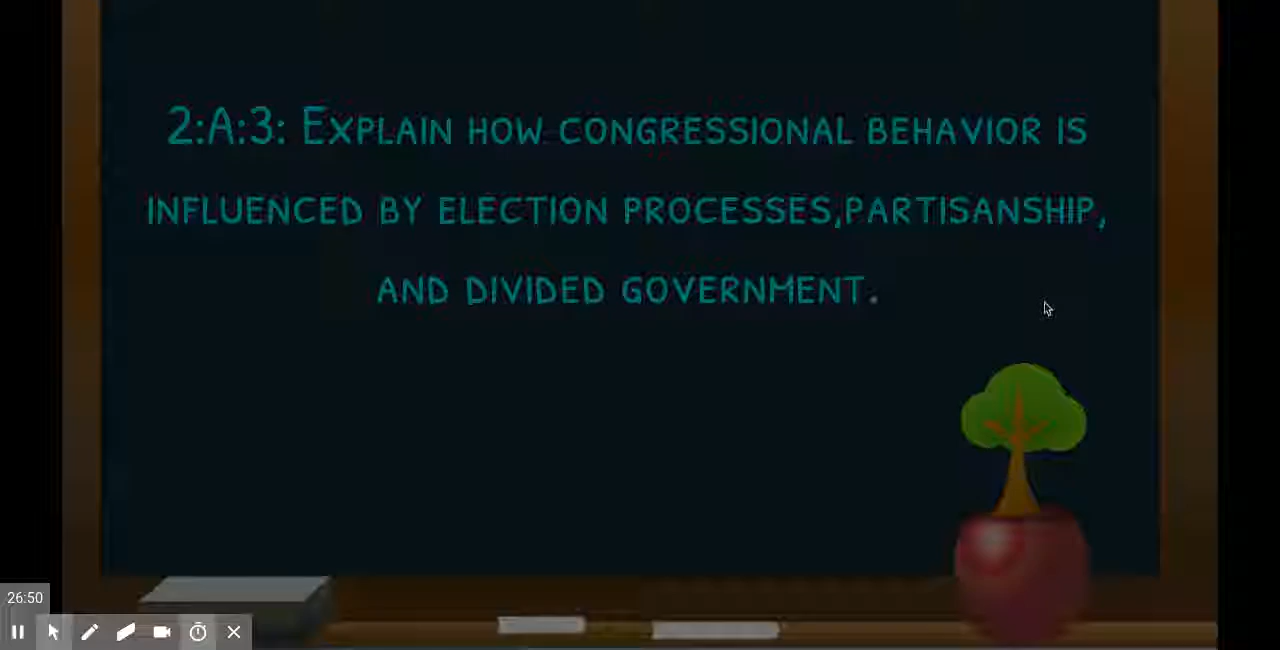 2:A:3: Explain how congressional behavior is
influenced by election processes,partisanship,
and divided government.
26:50